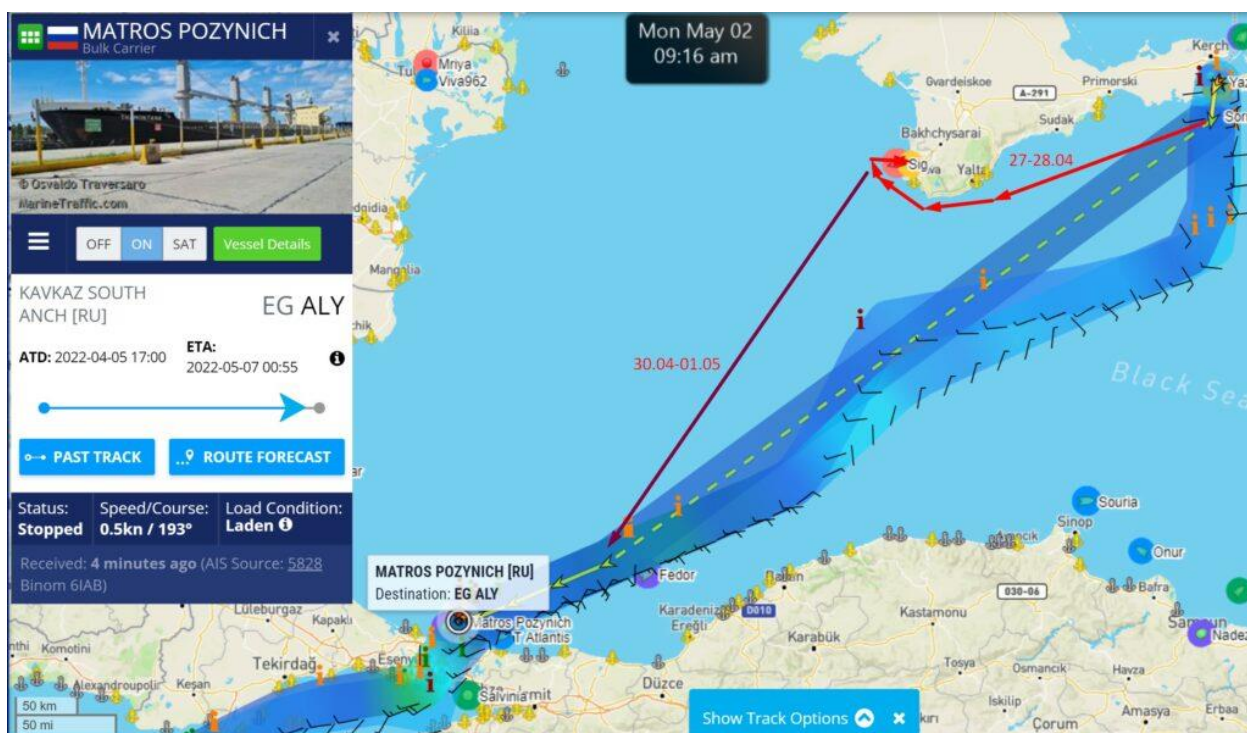 MATROS POZYNICH
Bulk Carrier
© Osvaldo Traversaro
MarineTraffic.com
OFF ON SAT Vessel Details
KAVKAZ SOUTH
ANCH [RU]
EG ALY
ATD: 2022-04-05 17:00
ETA:
2022-05-07 00:55
PAST TRACK
ROUTE FORECAST
Status:
Stopped
Speed/Course:
0.5kn / 193°
Load Condition:
Laden
Received: 4 minutes ago (AIS Source: 5828
Binom 6IAB)
Mon May 02
09:16 am
Kiliia
Mriya
Viva962
Mangalia
Kerch
Gvardeiskoe
A-291
Primorski
Bakhchysarai
Sudak
Yalta
27-28.04
30.04-01.05
Black Sea
Souria
Sinop
Onur
Bafra
030-06
Fedor
Karadeniz
Ereğli
D010
Kastamonu
Karabük
Tosya
Osmancık
Havza
İskilip
Amasya
Erbaa
Çorum
MATROS POZYNICH [RU]
Destination: EG ALY
Matros Pozynich
T Atlantis
Lüleburgaz
Kapaklı
Komotini
Tekirdağ
Alexandroupoli
Keşan
Salvinia
Düzce
50 km
50 mi
Show Track Options